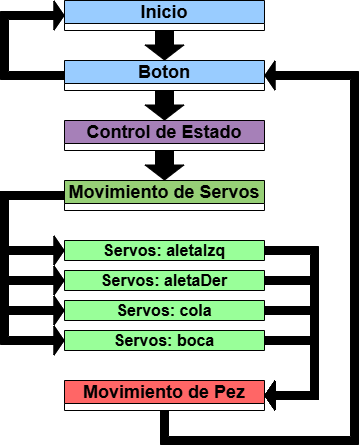 Inicio
Boton
Control de Estado
Movimiento de Servos
Servos: aletaIzq
Servos: aletaDer
Servos: cola
Servos: boca
Movimiento de Pez